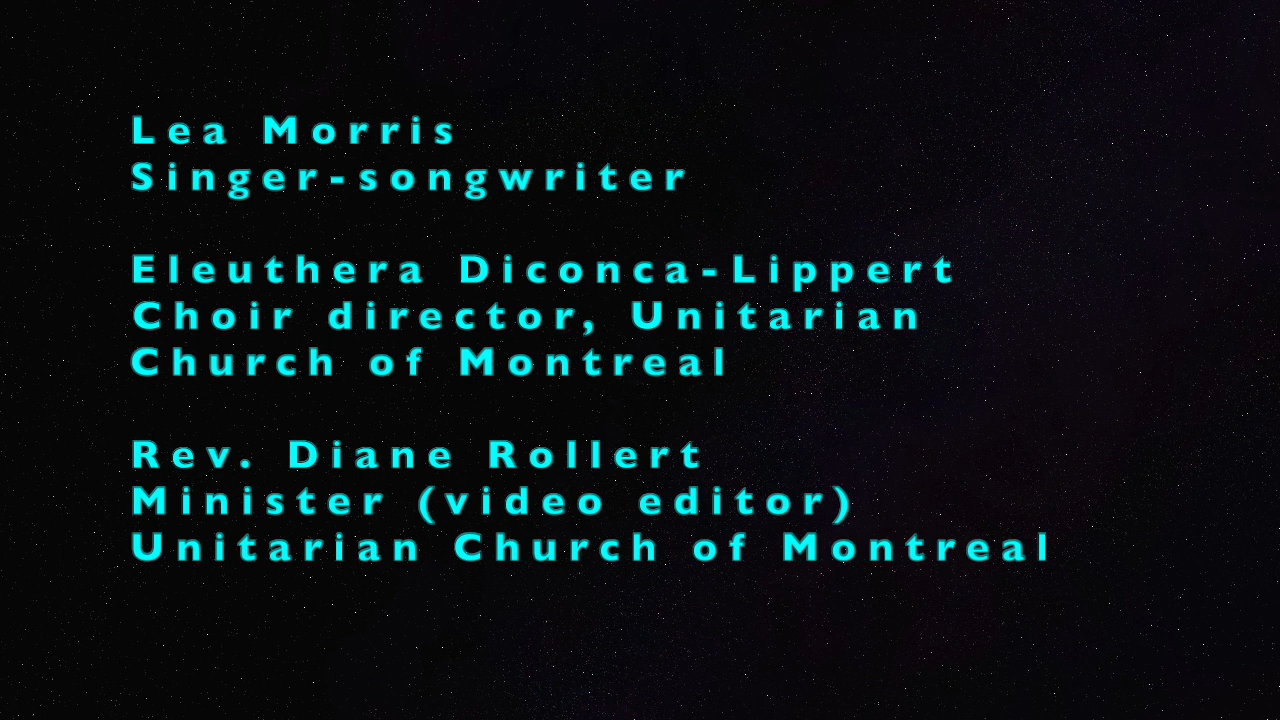 Lea Morris
Singer-songwriter
Eleuthera Diconca-Lippert
Choir director, Unitarian
Church of Montreal
Rev. Diane Rollert
Minister (video editor)
Unitarian Church of Montreal